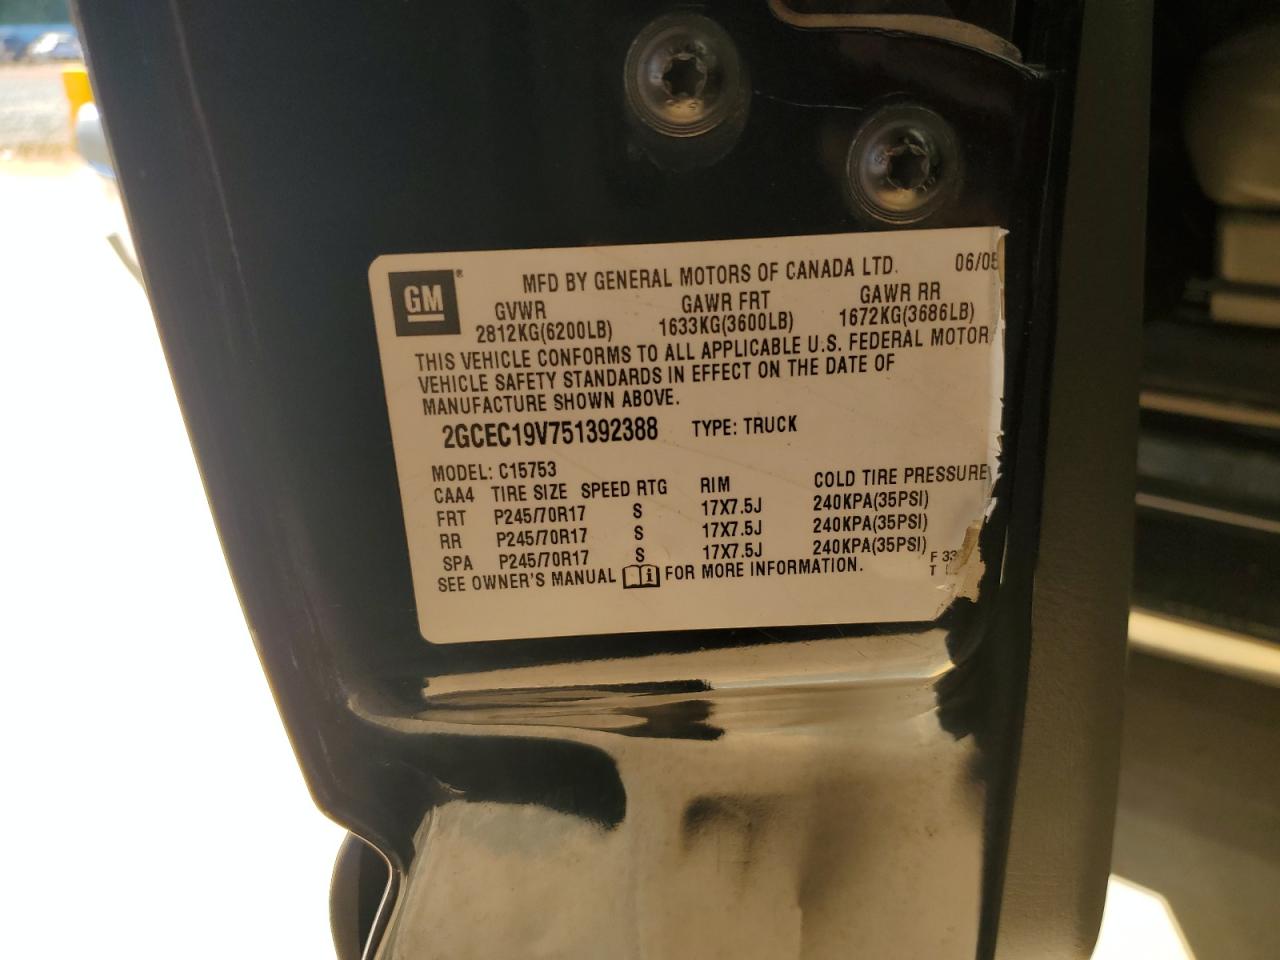 GM
MFD BY GENERAL MOTORS OF CANADA LTD. 06/05
GVWR GAWR FRT GAWR RR
2812KG(6200LB) 1633KG(3600LB) 1672KG(3686LB)
THIS VEHICLE CONFORMS TO ALL APPLICABLE U.S. FEDERAL MOTOR
VEHICLE SAFETY STANDARDS IN EFFECT ON THE DATE OF
MANUFACTURE SHOWN ABOVE.
2GCEC19V751392388 TYPE: TRUCK
MODEL: C15753
CAA4 TIRE SIZE SPEED RTG RIM COLD TIRE PRESSURE
FRT P245/70R17 S 17X7.5J 240KPA(35PSI)
RR P245/70R17 S 17X7.5J 240KPA(35PSI)
SPA P245/70R17 S 17X7.5J 240KPA(35PSI)
SEE OWNER'S MANUAL i FOR MORE INFORMATION.
F 33
T